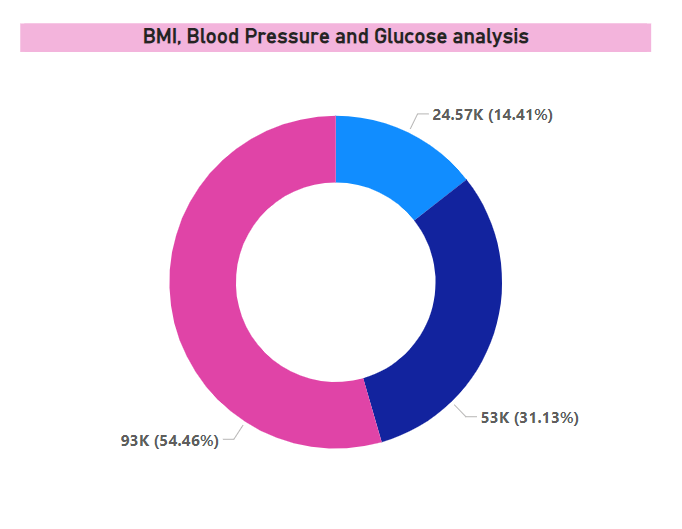 BMI, Blood Pressure and Glucose analysis
24.57K (14.41%)
53K (31.13%)
93K (54.46%)